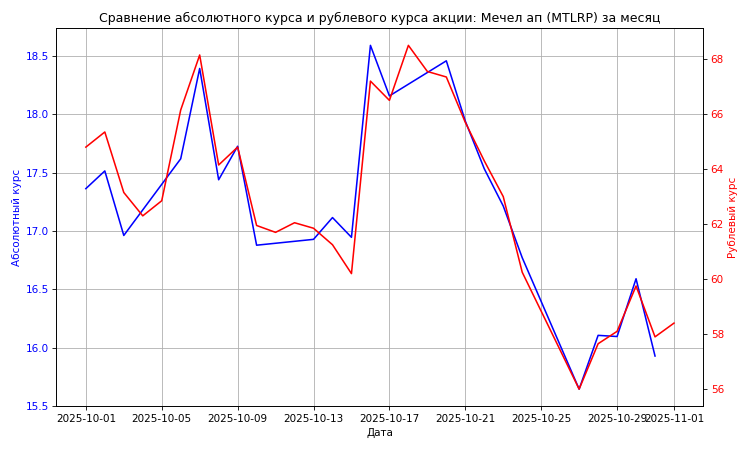 Сравнение абсолютного курса и рублевого курса акции: Мечел ап (MTLRP) за месяц
Абсолютный курс
18.5
18.0
17.5
17.0
16.5
16.0
15.5
68
66
64
62
60
58
56
Рублевый курс
2025-10-01 2025-10-05 2025-10-09 2025-10-13 2025-10-17 2025-10-21 2025-10-25 2025-10-29 2025-11-01
Дата